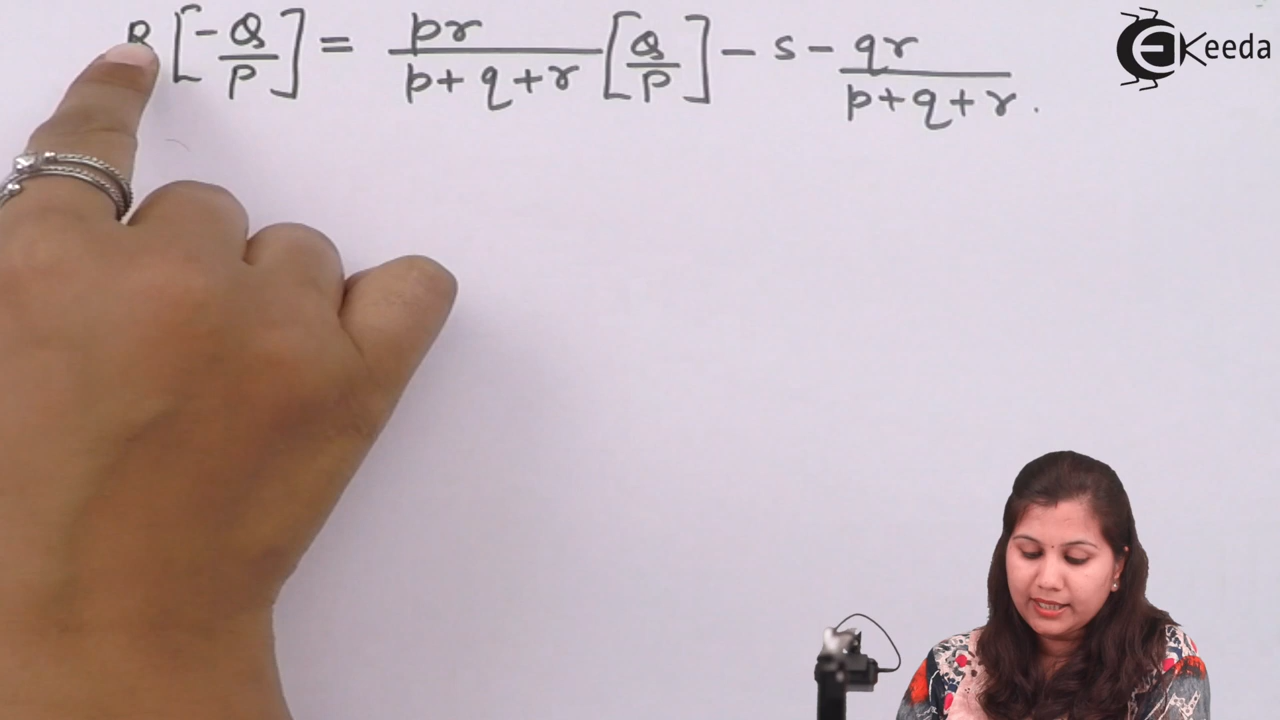 R [-Q/P] = pr/(p+q+r) [Q/P] - s - qr/(p+q+r).
EKeeda